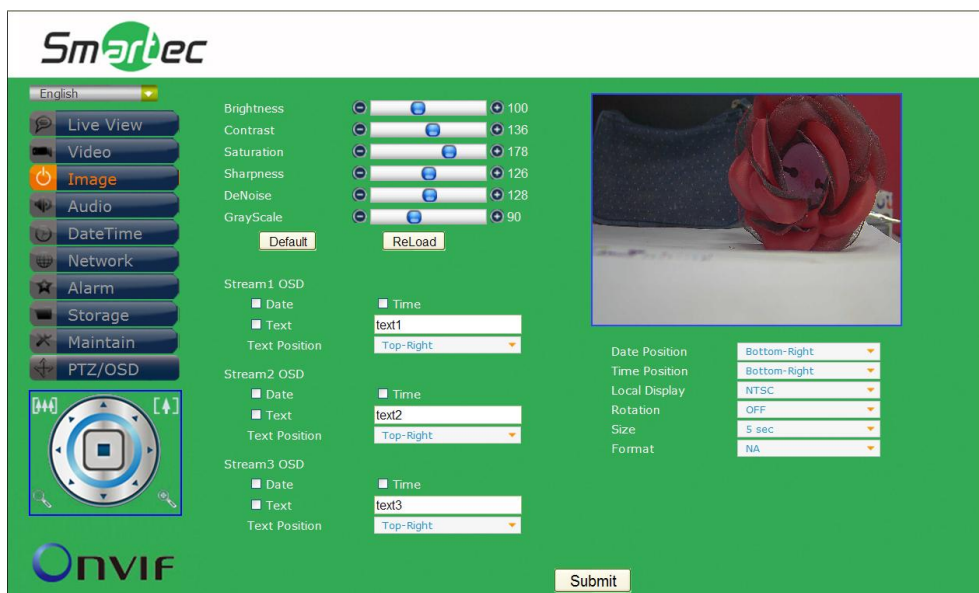 Smartec
English
Live View
Video
Image
Audio
DateTime
Network
Alarm
Storage
Maintain
PTZ/OSD
Onvif
Brightness 100
Contrast 136
Saturation 178
Sharpness 126
DeNoise 128
GrayScale 90
Default ReLoad
Stream1 OSD
Date Time
Text text1
Text Position Top-Right
Stream2 OSD
Date Time
Text text2
Text Position Top-Right
Stream3 OSD
Date Time
Text text3
Text Position Top-Right
Date Position Bottom-Right
Time Position Bottom-Right
Local Display NTSC
Rotation OFF
Size 5 sec
Format NA
Submit